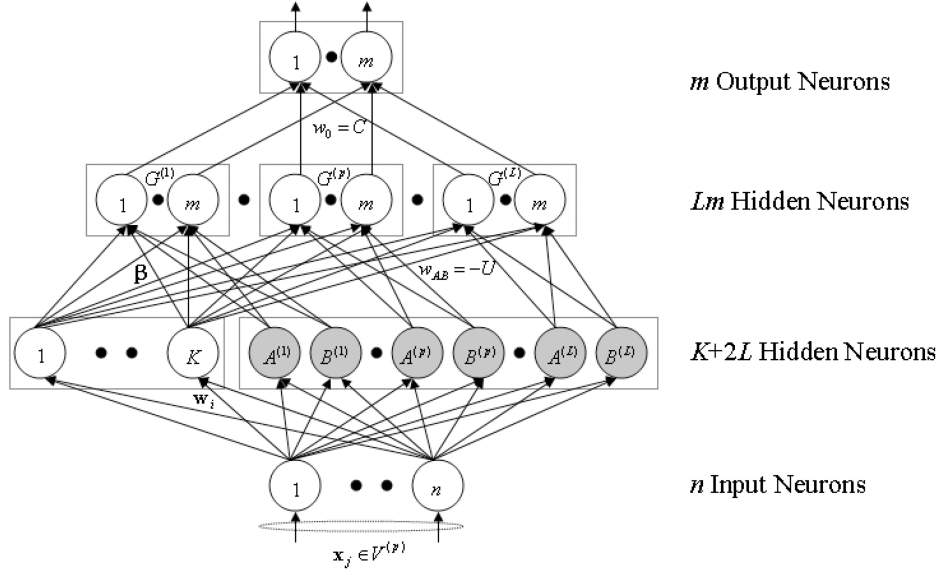 1 m
m Output Neurons
w₀ = C
G⁽¹⁾ G⁽ᵖ⁾ G⁽ᴸ⁾
1 m 1 m 1 m
Lm Hidden Neurons
β
w_AB = −U
1 K A⁽¹⁾ B⁽¹⁾ A⁽ᵖ⁾ B⁽ᵖ⁾ A⁽ᴸ⁾ B⁽ᴸ⁾
K+2L Hidden Neurons
wᵢ
1 n
n Input Neurons
xⱼ ∈ V⁽ᵖ⁾